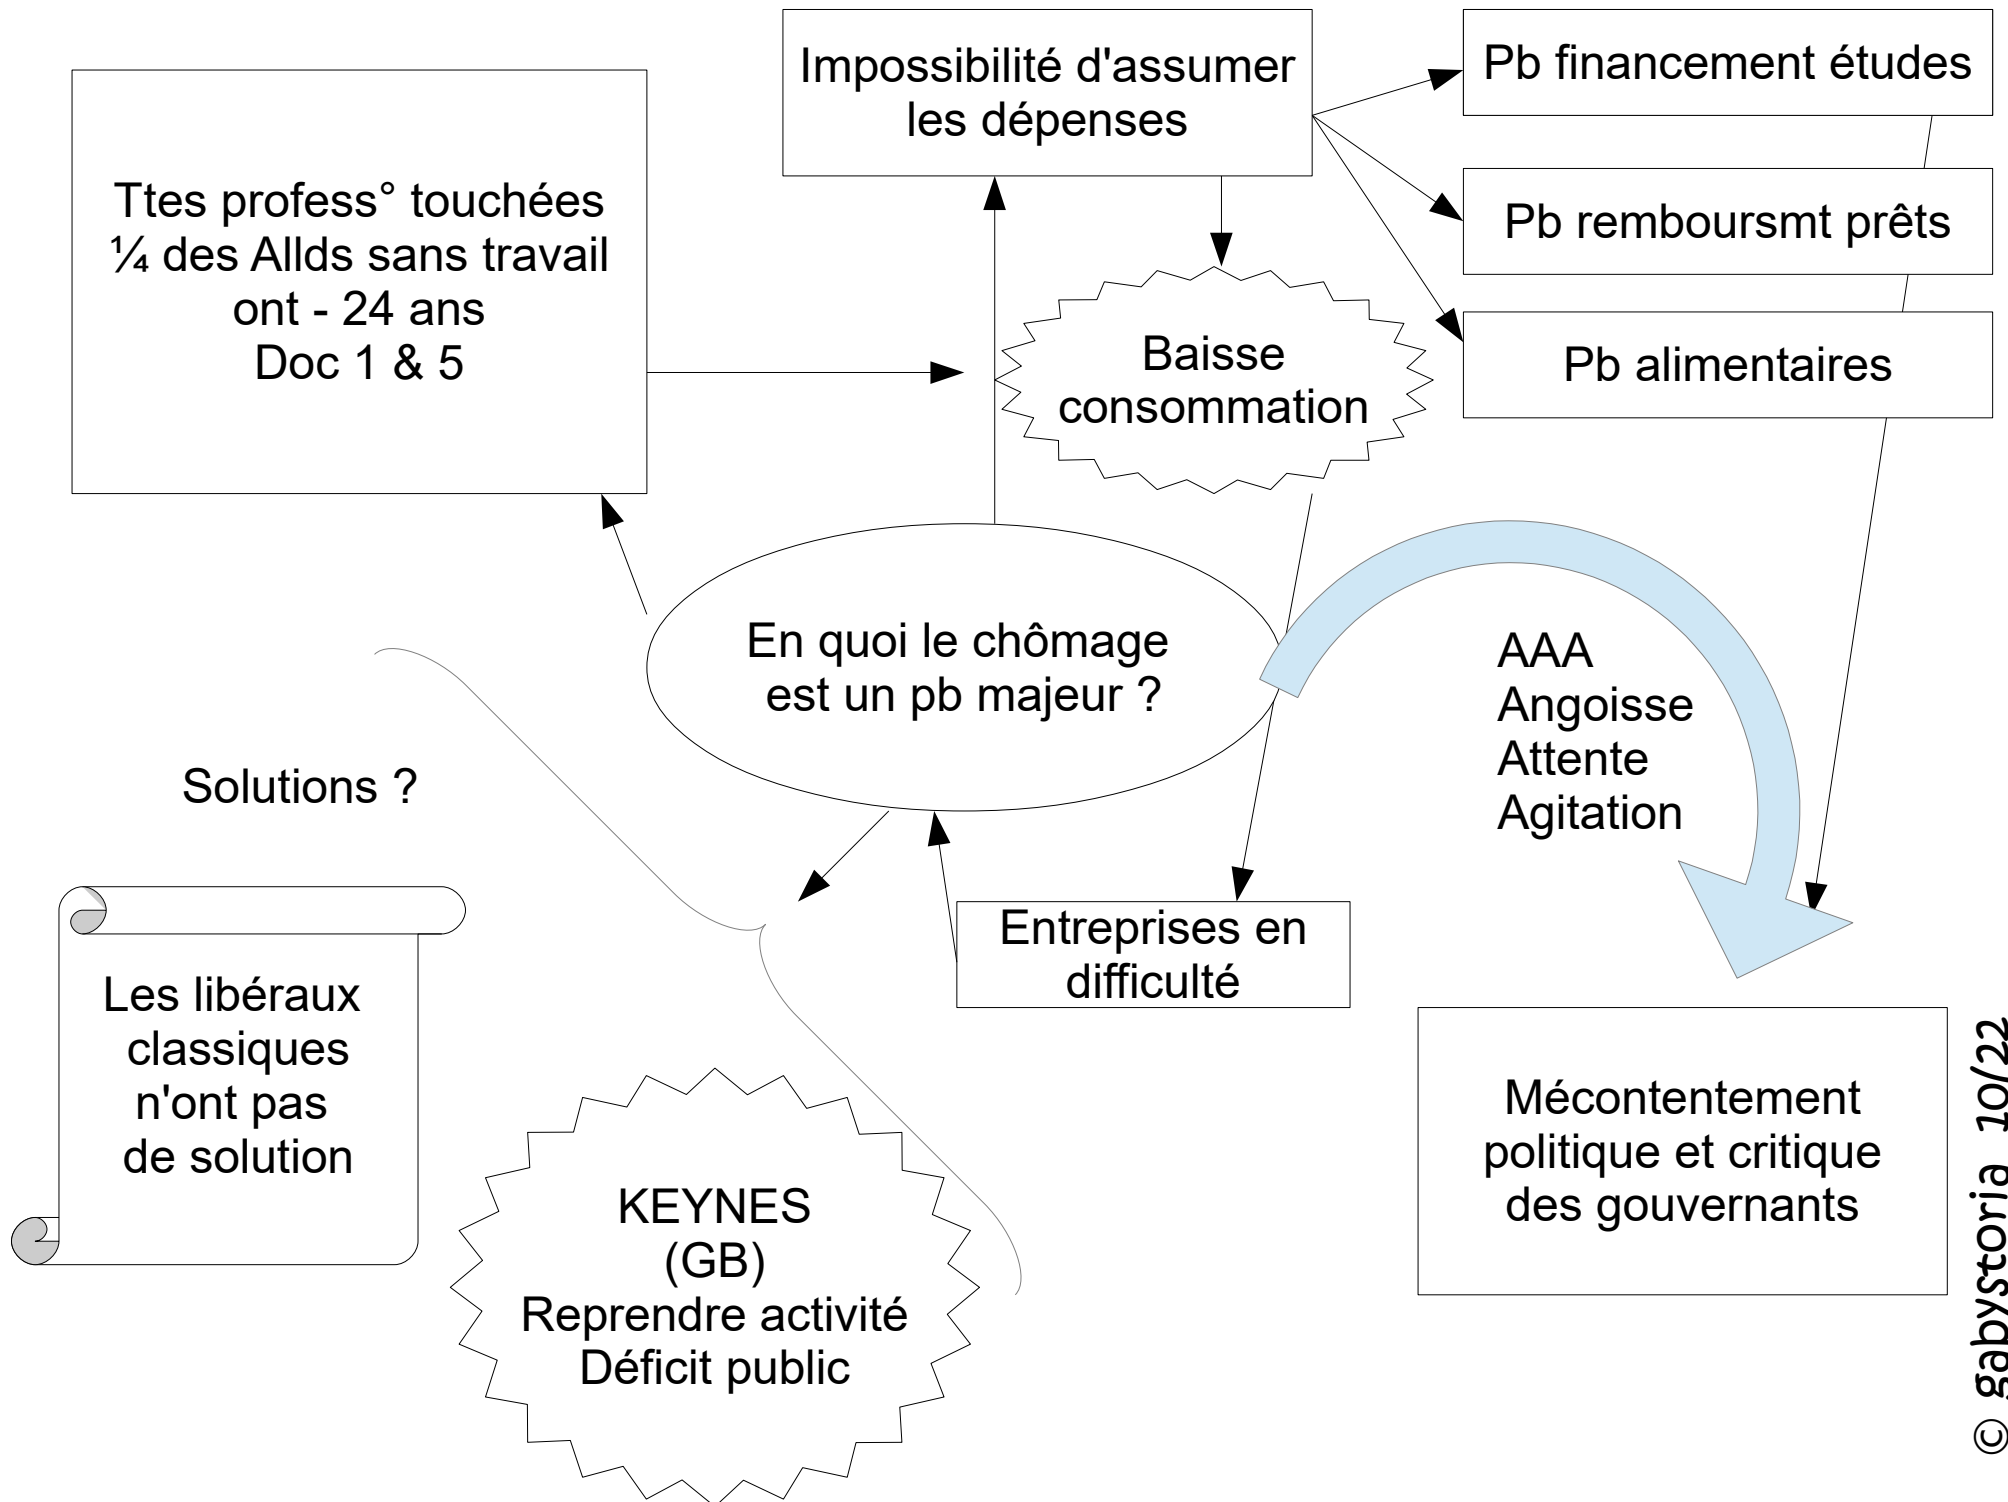 Impossibilité d'assumer
les dépenses
Pb financement études
Pb remboursmt prêts
Pb alimentaires
Ttes profess° touchées
¼ des Allds sans travail
ont - 24 ans
Doc 1 & 5
Baisse
consommation
En quoi le chômage
est un pb majeur ?
AAA
Angoisse
Attente
Agitation
Solutions ?
Entreprises en
difficulté
Les libéraux
classiques
n'ont pas
de solution
KEYNES
(GB)
Reprendre activité
Déficit public
Mécontentement
politique et critique
des gouvernants
© gabystoria 10/22